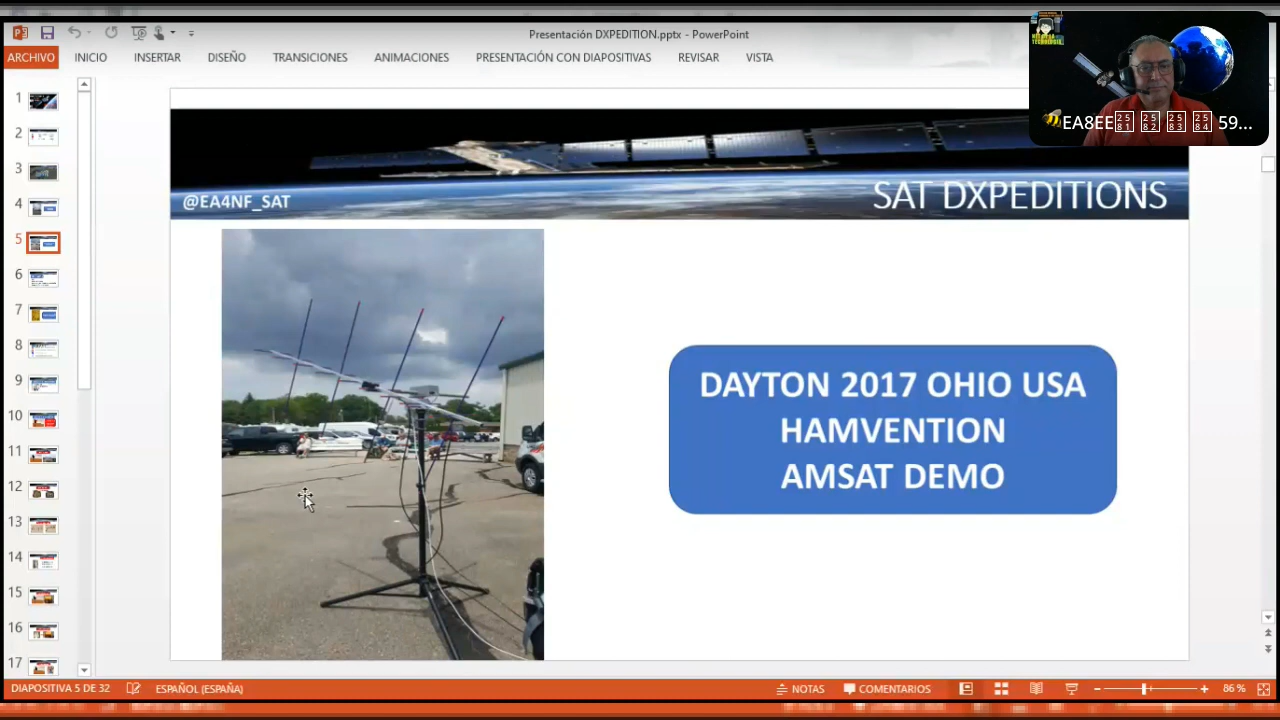 Presentación DXPEDITION.pptx - PowerPoint
ARCHIVO INICIO INSERTAR DISEÑO TRANSICIONES ANIMACIONES PRESENTACIÓN CON DIAPOSITIVAS REVISAR VISTA
EA8EE 59...
@EA4NF_SAT
SAT DXPEDITIONS
DAYTON 2017 OHIO USA
HAMVENTION
AMSAT DEMO
1
2
3
4
5
6
7
8
9
10
11
12
13
14
15
16
17
DIAPOSITIVA 5 DE 32 ESPAÑOL (ESPAÑA) NOTAS COMENTARIOS 86 %